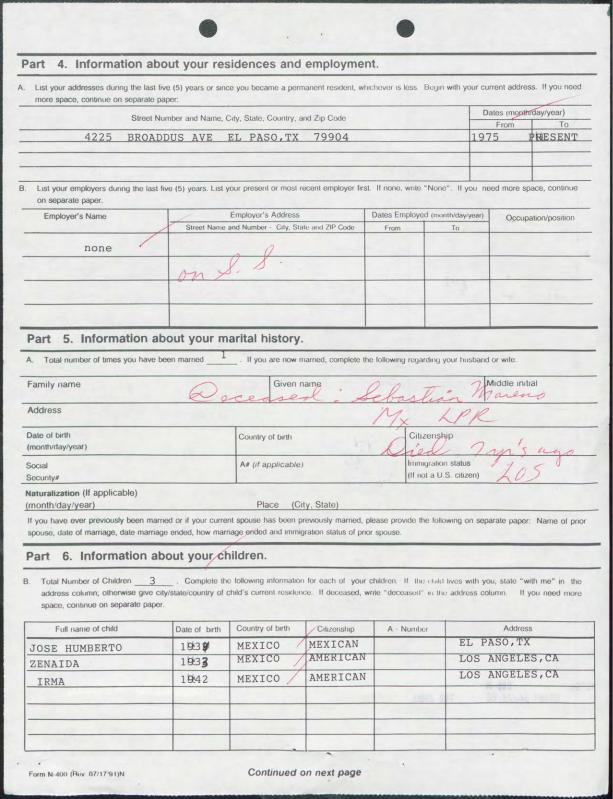 Part 4. Information about your residences and employment.
A. List your addresses during the last five (5) years or since you became a permanent resident, whichever is less. Begin with your current address. If you need
more space, continue on separate paper:
Street Number and Name, City, State, Country, and Zip Code
Dates (month/day/year)
From To
4225 BROADDUS AVE EL PASO,TX 79904 1975 PRESENT
B. List your employers during the last five (5) years. List your present or most recent employer first. If none, write "None". If you need more space, continue
on separate paper.
Employer's Name Employer's Address Dates Employed (month/day/year) Occupation/position
Street Name and Number - City, State and ZIP Code From To
none
on S. S.
Part 5. Information about your marital history.
A. Total number of times you have been married 1 . If you are now married, complete the following regarding your husband or wife.
Family name Given name Middle initial
Deceased: Sebastian Moreno
Address
Mx LPR
Date of birth Country of birth Citizenship
(month/day/year)
Died 7 yr's ago
Social A# (if applicable) Immigration status
Security# (If not a U.S. citizen)
LOS
Naturalization (If applicable)
(month/day/year) Place (City, State)
If you have ever previously been married or if your current spouse has been previously married, please provide the following on separate paper: Name of prior
spouse, date of marriage, date marriage ended, how marriage ended and immigration status of prior spouse.
Part 6. Information about your children.
B. Total Number of Children 3 . Complete the following information for each of your children. If the child lives with you, state "with me" in the
address column; otherwise give city/state/country of child's current residence. If deceased, write "deceased" in the address column. If you need more
space, continue on separate paper.
Full name of child Date of birth Country of birth Citizenship A - Number Address
JOSE HUMBERTO MEXICO MEXICAN EL PASO,TX
ZENAIDA MEXICO AMERICAN LOS ANGELES,CA
IRMA 1942 MEXICO AMERICAN LOS ANGELES,CA
Form N-400 (Rev. 07/17/91)N Continued on next page